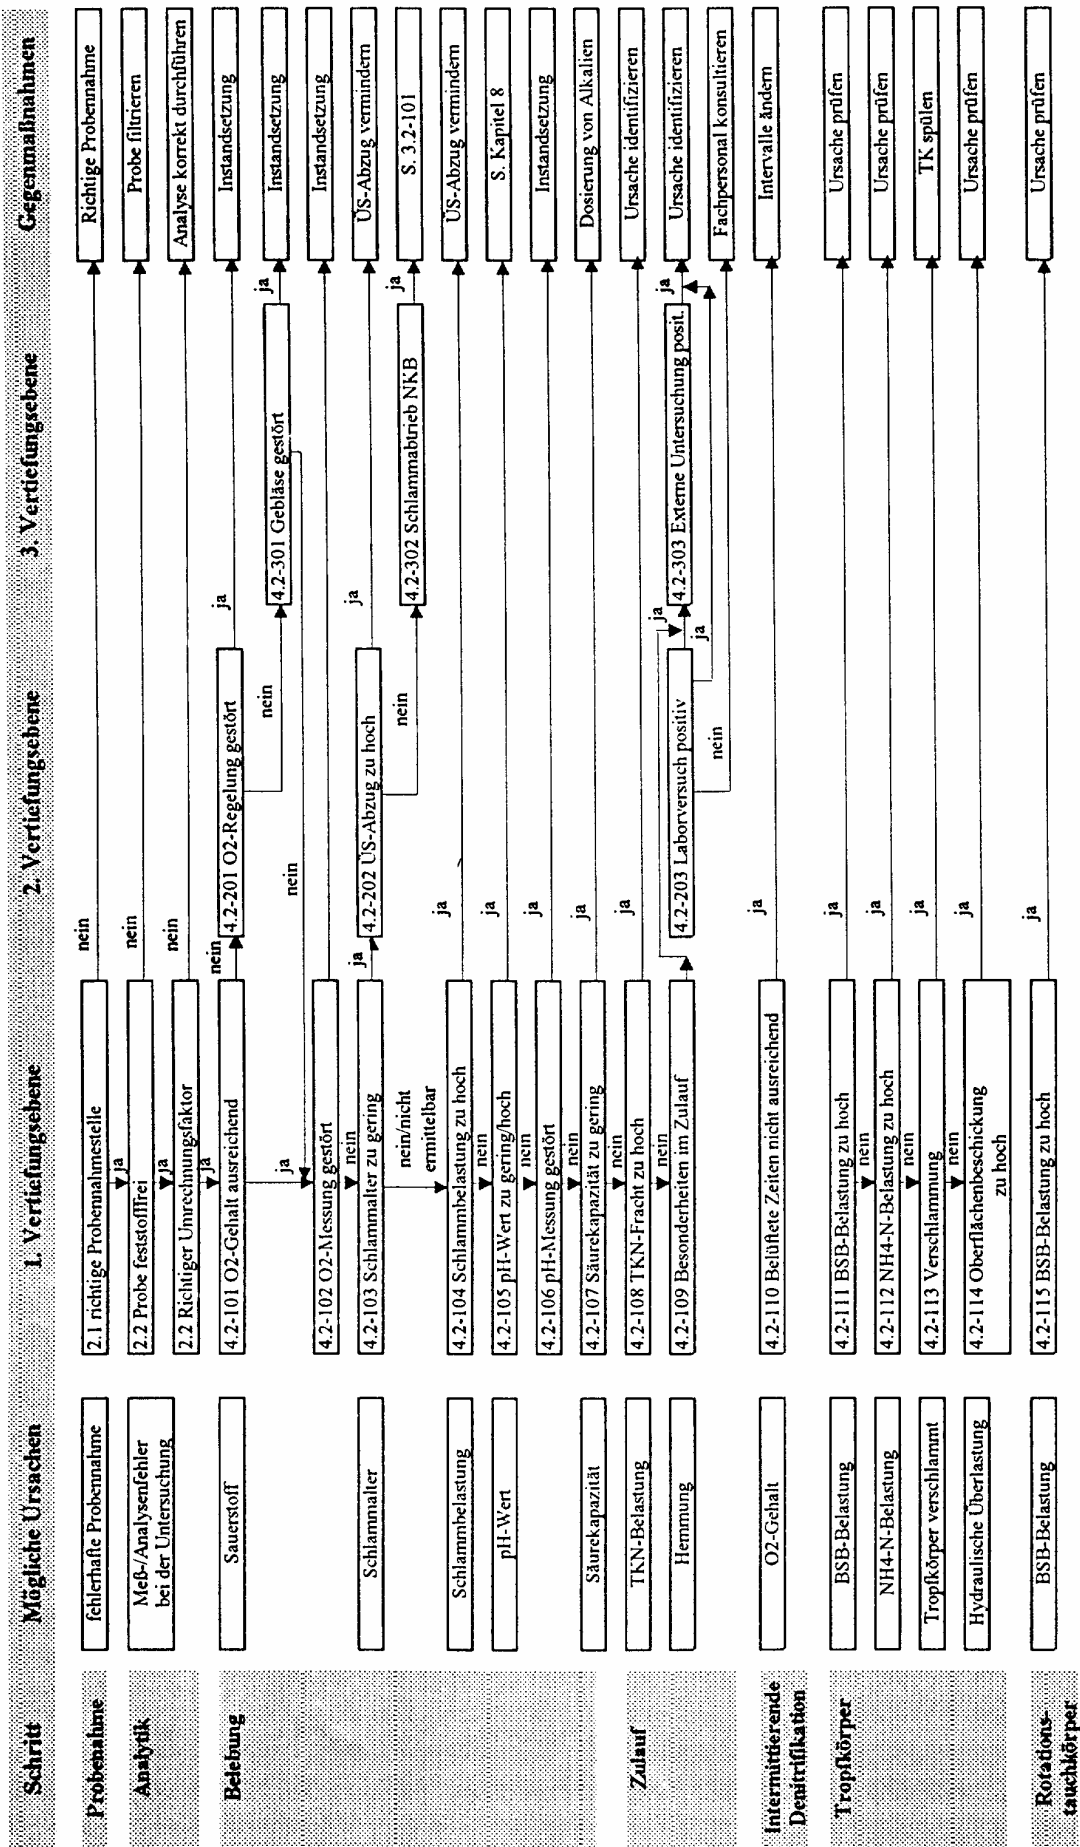 Schritt
Mögliche Ursachen
1. Vertiefungsebene
2. Vertiefungsebene
3. Vertiefungsebene
Gegenmaßnahmen
Probenahme
fehlerhafte Probennahme
2.1 richtige Probennahmestelle
nein
Richtige Probennahme
ja
Analytik
Meß-/Analysenfehler
bei der Untersuchung
2.2 Probe feststofffrei
nein
Probe filtrieren
ja
2.2 Richtiger Umrechnungsfaktor
nein
Analyse korrekt durchführen
ja
Belebung
Sauerstoff
4.2-101 O2-Gehalt ausreichend
nein
4.2-201 O2-Regelung gestört
ja
Instandsetzung
nein
4.2-301 Gebläse gestört
ja
Instandsetzung
ja
nein
4.2-102 O2-Messung gestört
Instandsetzung
nein
Schlammalter
4.2-103 Schlammalter zu gering
ja
4.2-202 ÜS-Abzug zu hoch
ja
ÜS-Abzug vermindern
nein/nicht
ermittelbar
nein
4.2-302 Schlammabtrieb NKB
ja
S. 3.2-101
Schlammbelastung
4.2-104 Schlammbelastung zu hoch
ja
ÜS-Abzug vermindern
nein
pH-Wert
4.2-105 pH-Wert zu gering/hoch
ja
S. Kapitel 8
nein
4.2-106 pH-Messung gestört
ja
Instandsetzung
nein
Säurekapazität
4.2-107 Säurekapazität zu gering
ja
Dosierung von Alkalien
nein
Zulauf
TKN-Belastung
4.2-108 TKN-Fracht zu hoch
ja
Ursache identifizieren
nein
Hemmung
4.2-109 Besonderheiten im Zulauf
4.2-203 Laborversuch positiv
ja
4.2-303 Externe Untersuchung posit.
ja
Ursache identifizieren
ja
nein
Fachpersonal konsultieren
Intermittierende
Denitrifikation
O2-Gehalt
4.2-110 Belüftete Zeiten nicht ausreichend
ja
Intervalle ändern
Tropfkörper
BSB-Belastung
4.2-111 BSB-Belastung zu hoch
ja
Ursache prüfen
nein
NH4-N-Belastung
4.2-112 NH4-N-Belastung zu hoch
ja
Ursache prüfen
nein
Tropfkörper verschlammt
4.2-113 Verschlammung
ja
TK spülen
nein
Hydraulische Überlastung
4.2-114 Oberflächenbeschickung
zu hoch
ja
Ursache prüfen
Rotations-
tauchkörper
BSB-Belastung
4.2-115 BSB-Belastung zu hoch
ja
Ursache prüfen